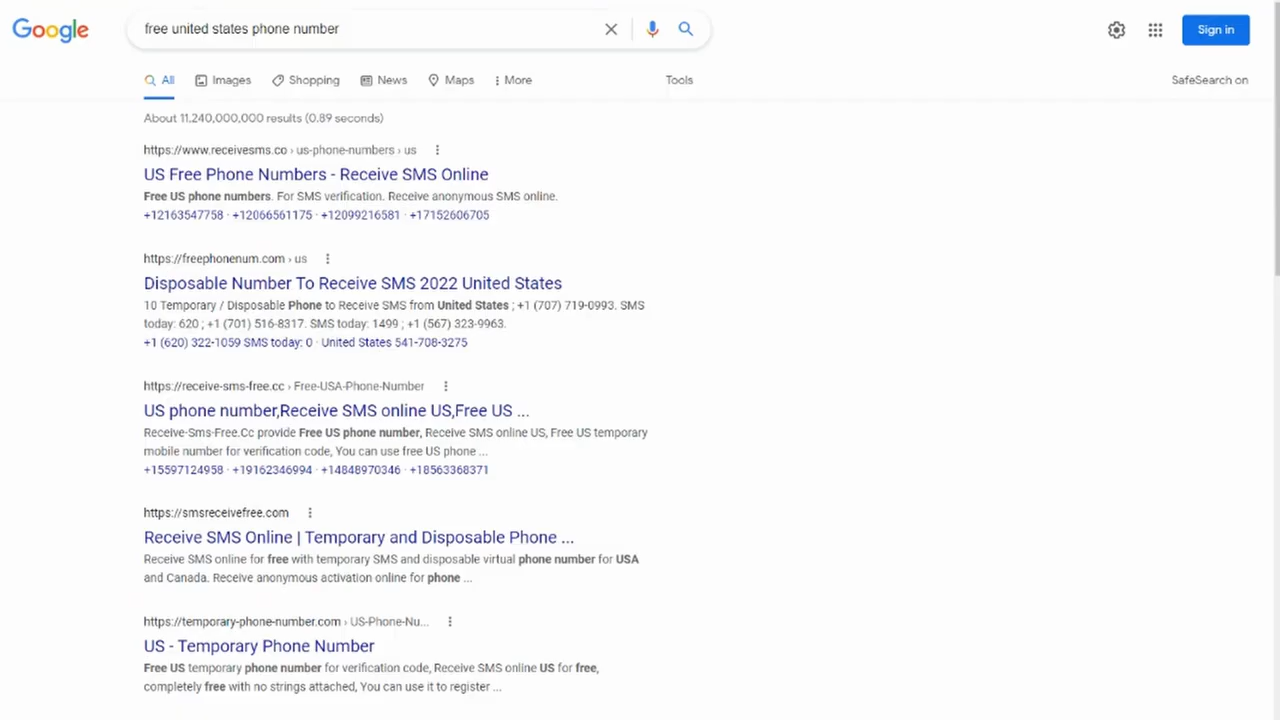 Google
free united states phone number
Sign in
All Images Shopping News Maps More Tools SafeSearch on
About 11,240,000,000 results (0.89 seconds)
https://www.receivesms.co › us-phone-numbers › us
US Free Phone Numbers - Receive SMS Online
Free US phone numbers. For SMS verification. Receive anonymous SMS online.
+12163547758 · +12066561175 · +12099216581 · +17152606705
https://freephonenum.com › us
Disposable Number To Receive SMS 2022 United States
10 Temporary / Disposable Phone to Receive SMS from United States ; +1 (707) 719-0993. SMS
today: 620 ; +1 (701) 516-8317. SMS today: 1499 ; +1 (567) 323-9963.
+1 (620) 322-1059 SMS today: 0 · United States 541-708-3275
https://receive-sms-free.cc › Free-USA-Phone-Number
US phone number,Receive SMS online US,Free US ...
Receive-Sms-Free.Cc provide Free US phone number, Receive SMS online US, Free US temporary
mobile number for verification code, You can use free US phone ...
+15597124958 · +19162346994 · +14848970346 · +18563368371
https://smsreceivefree.com
Receive SMS Online | Temporary and Disposable Phone ...
Receive SMS online for free with temporary SMS and disposable virtual phone number for USA
and Canada. Receive anonymous activation online for phone ...
https://temporary-phone-number.com › US-Phone-Nu...
US - Temporary Phone Number
Free US temporary phone number for verification code, Receive SMS online US for free,
completely free with no strings attached, You can use it to register ...